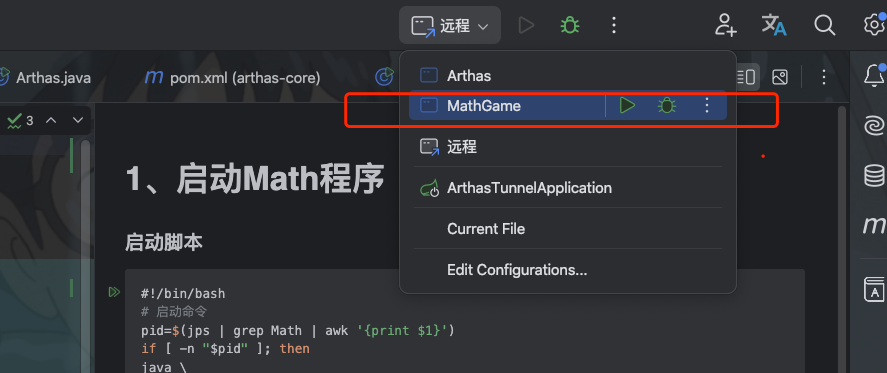 远程
Arthas.java
pom.xml (arthas-core)
Arthas
MathGame
远程
ArthasTunnelApplication
Current File
Edit Configurations...
3
1、启动Math程序
启动脚本
#!/bin/bash
# 启动命令
pid=$(jps | grep Math | awk '{print $1}')
if [ -n "$pid" ]; then
java \